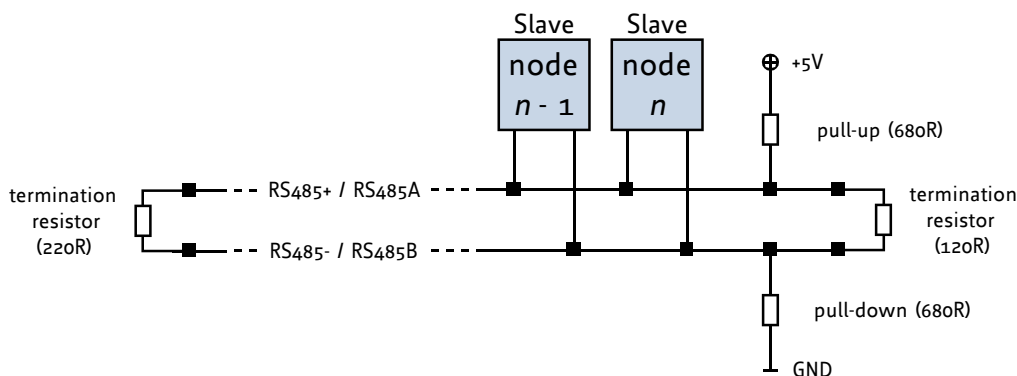 Slave
Slave
node
n - 1
node
n
+5V
pull-up (680R)
termination
resistor
(220R)
RS485+ / RS485A
RS485- / RS485B
termination
resistor
(120R)
pull-down (680R)
GND